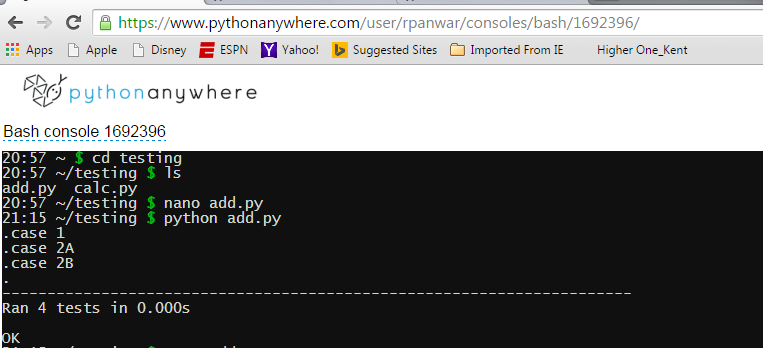 https://www.pythonanywhere.com/user/rpanwar/consoles/bash/1692396/
Apps Apple Disney ESPN Yahoo! Suggested Sites Imported From IE Higher One_Kent
pythonanywhere
Bash console 1692396
20:57 ~ $ cd testing
20:57 ~/testing $ ls
add.py calc.py
20:57 ~/testing $ nano add.py
21:15 ~/testing $ python add.py
.case 1
.case 2A
.case 2B
.
----------------------------------------------------------------------
Ran 4 tests in 0.000s
OK